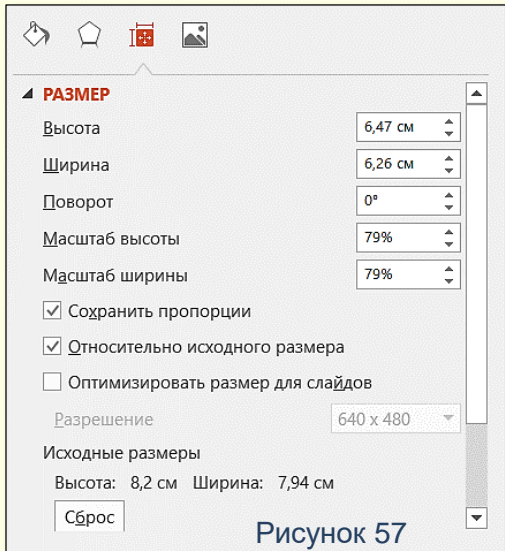 РАЗМЕР
Высота 6,47 см
Ширина 6,26 см
Поворот 0°
Масштаб высоты 79%
Масштаб ширины 79%
Сохранить пропорции
Относительно исходного размера
Оптимизировать размер для слайдов
Разрешение 640 x 480
Исходные размеры
Высота: 8,2 см Ширина: 7,94 см
Сброс
Рисунок 57